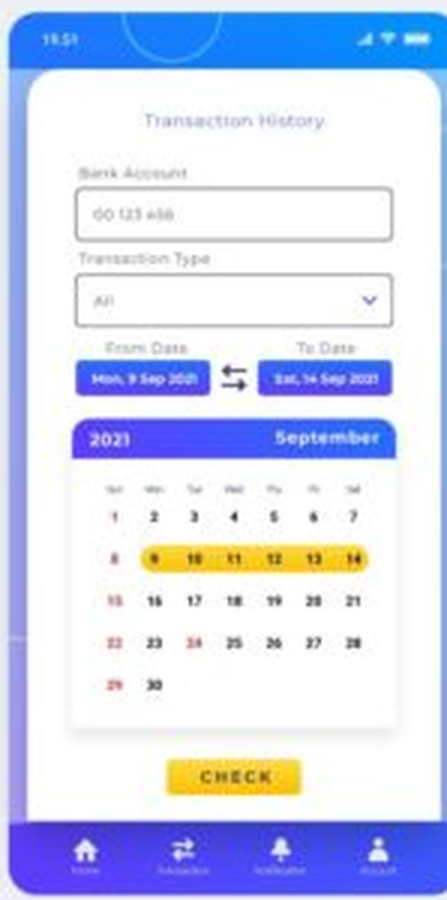 19:51
Transaction History
Bank Account
00 123 456
Transaction Type
All
From Date To Date
Mon, 9 Sep 2021 Sat, 14 Sep 2021
2021 September
Sun Mon Tue Wed Thu Fri Sat
1 2 3 4 5 6 7
8 9 10 11 12 13 14
15 16 17 18 19 20 21
22 23 24 25 26 27 28
29 30
CHECK
Home Transaction Notification Account